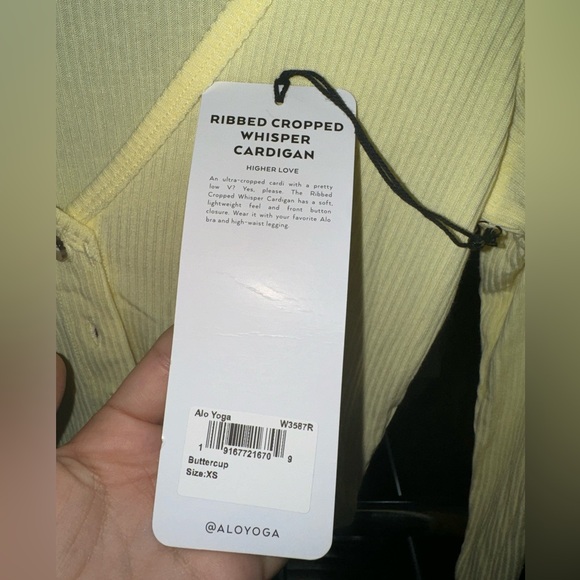 RIBBED CROPPED
WHISPER
CARDIGAN
HIGHER LOVE
An ultra-cropped cardi with a pretty
low V? Yes, please. The Ribbed
Cropped Whisper Cardigan has a soft,
lightweight feel and front button
closure. Wear it with your favorite Alo
bra and high-waist legging.
Alo Yoga W3587R
1 9167721670 9
Buttercup
Size:XS
@ALOYOGA